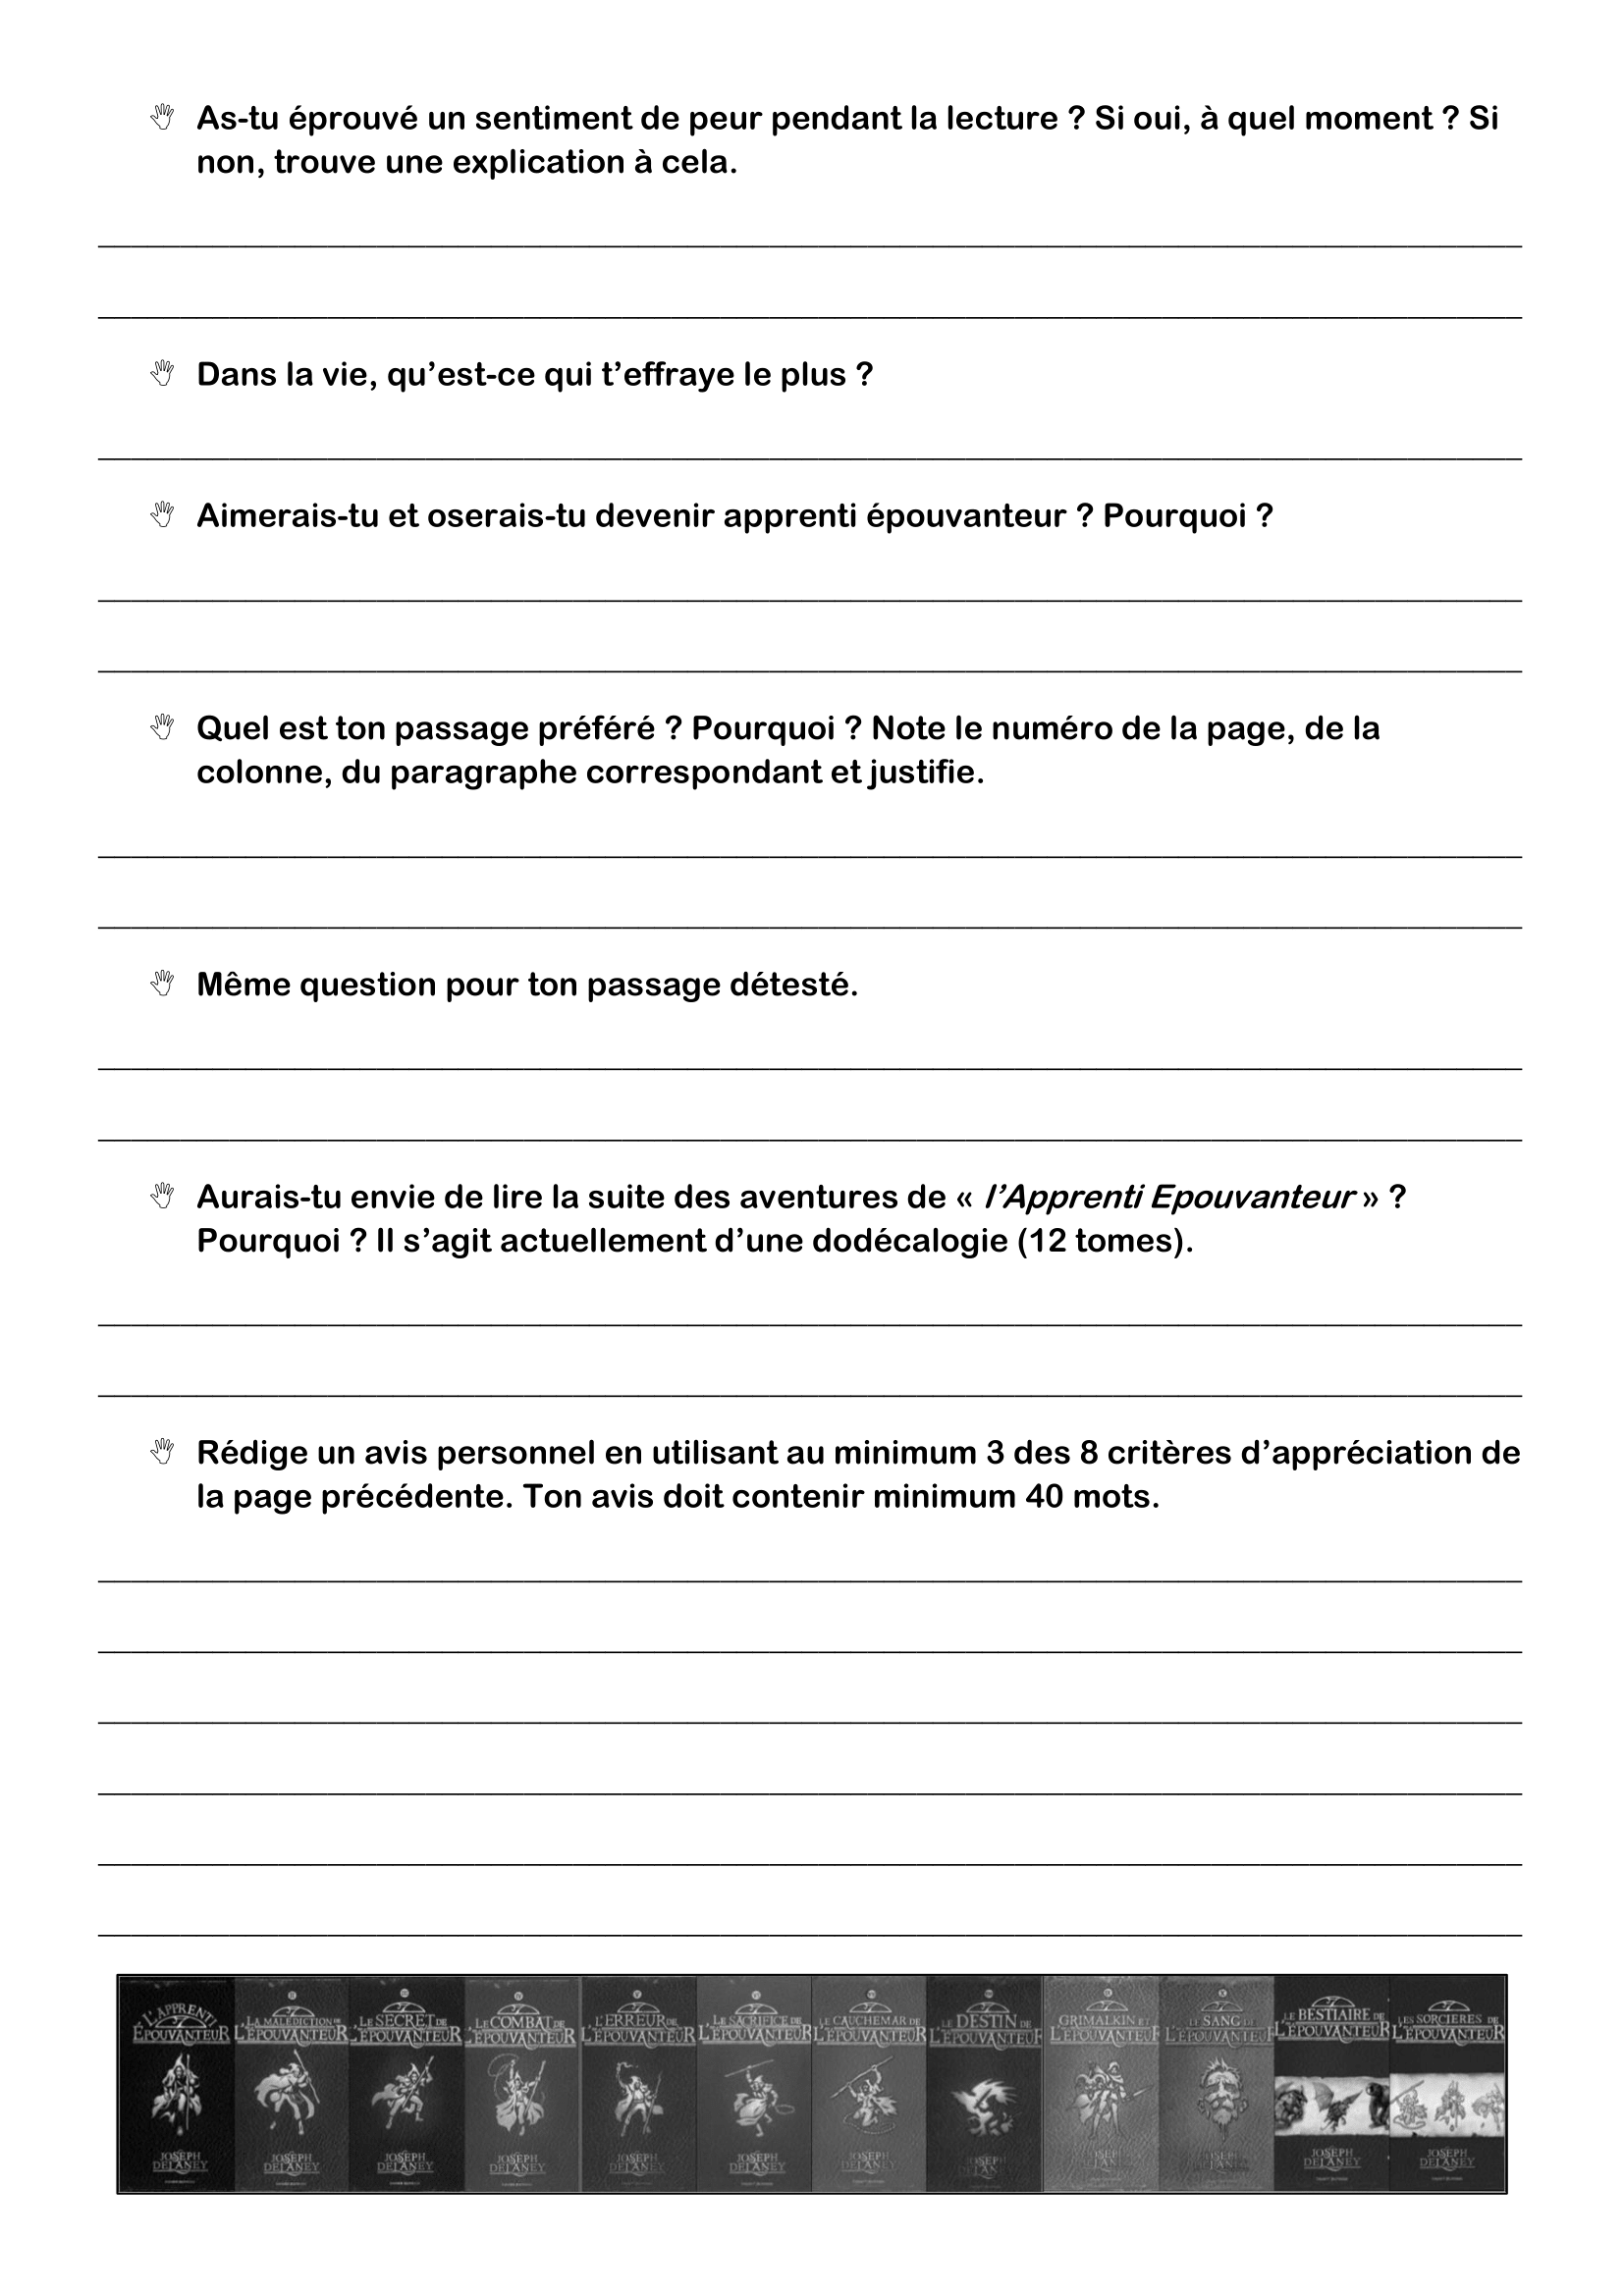 As-tu éprouvé un sentiment de peur pendant la lecture ? Si oui, à quel moment ? Si
non, trouve une explication à cela.
Dans la vie, qu’est-ce qui t’effraye le plus ?
Aimerais-tu et oserais-tu devenir apprenti épouvanteur ? Pourquoi ?
Quel est ton passage préféré ? Pourquoi ? Note le numéro de la page, de la
colonne, du paragraphe correspondant et justifie.
Même question pour ton passage détesté.
Aurais-tu envie de lire la suite des aventures de « l’Apprenti Epouvanteur » ?
Pourquoi ? Il s’agit actuellement d’une dodécalogie (12 tomes).
Rédige un avis personnel en utilisant au minimum 3 des 8 critères d’appréciation de
la page précédente. Ton avis doit contenir minimum 40 mots.
L'APPRENTI
ÉPOUVANTEUR
JOSEPH
DELANEY
LA MALÉDICTION DE
L'ÉPOUVANTEUR
JOSEPH
DELANEY
LE SECRET DE
L'ÉPOUVANTEUR
JOSEPH
DELANEY
LE COMBAT DE
L'ÉPOUVANTEUR
JOSEPH
DELANEY
L'ERREUR DE
L'ÉPOUVANTEUR
JOSEPH
DELANEY
LE SACRIFICE DE
L'ÉPOUVANTEUR
JOSEPH
DELANEY
LE CAUCHEMAR DE
L'ÉPOUVANTEUR
JOSEPH
DELANEY
LE DESTIN DE
L'ÉPOUVANTEUR
JOSEPH
DELANEY
GRIMALKIN ET
L'ÉPOUVANTEUR
LE SANG DE
L'ÉPOUVANTEUR
LE BESTIAIRE DE
L'ÉPOUVANTEUR
JOSEPH
DELANEY
LES SORCIÈRES DE
L'ÉPOUVANTEUR
JOSEPH
DELANEY